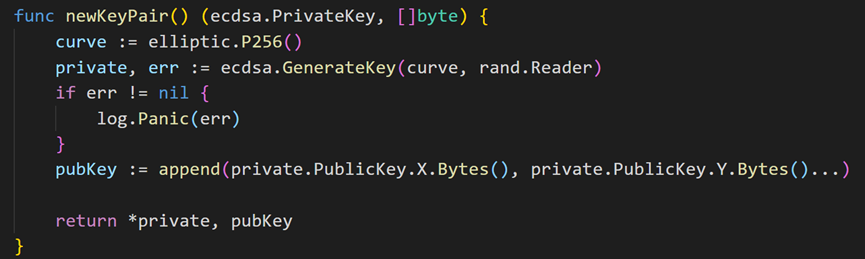 func newKeyPair() (ecdsa.PrivateKey, []byte) {
    curve := elliptic.P256()
    private, err := ecdsa.GenerateKey(curve, rand.Reader)
    if err != nil {
        log.Panic(err)
    }
    pubKey := append(private.PublicKey.X.Bytes(), private.PublicKey.Y.Bytes()...)

    return *private, pubKey
}